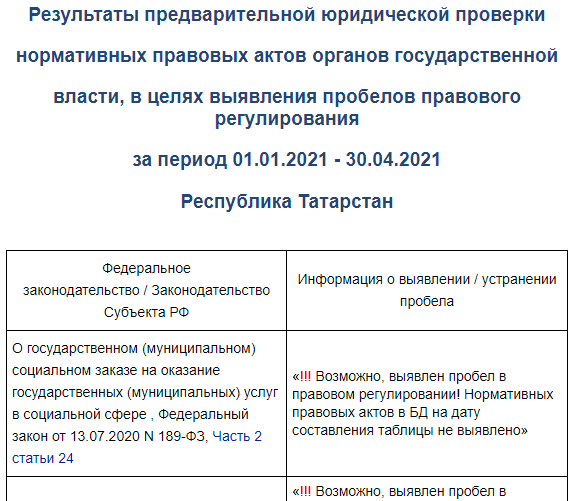 Результаты предварительной юридической проверки
нормативных правовых актов органов государственной
власти, в целях выявления пробелов правового
регулирования
за период 01.01.2021 - 30.04.2021
Республика Татарстан
Федеральное
законодательство / Законодательство
Субъекта РФ
Информация о выявлении / устранении
пробела
О государственном (муниципальном)
социальном заказе на оказание
государственных (муниципальных) услуг
в социальной сфере , Федеральный
закон от 13.07.2020 N 189-ФЗ, Часть 2
статьи 24
«!!! Возможно, выявлен пробел в
правовом регулировании! Нормативных
правовых актов в БД на дату
составления таблицы не выявлено»
«!!! Возможно, выявлен пробел в